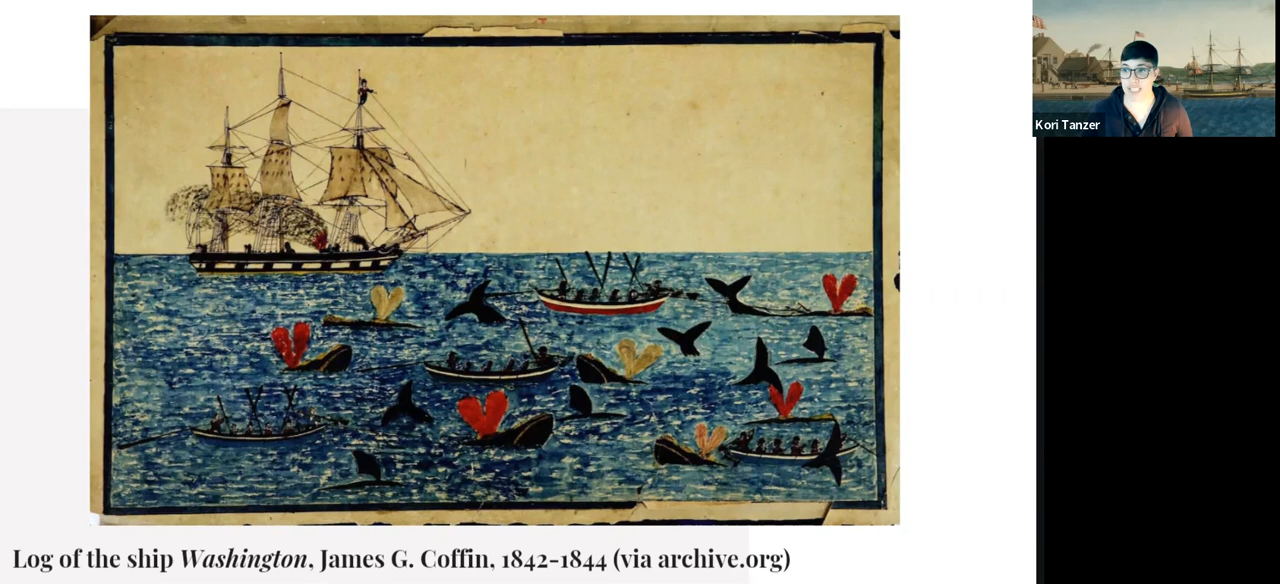 Kori Tanzer
Log of the ship Washington, James G. Coffin, 1842-1844 (via archive.org)